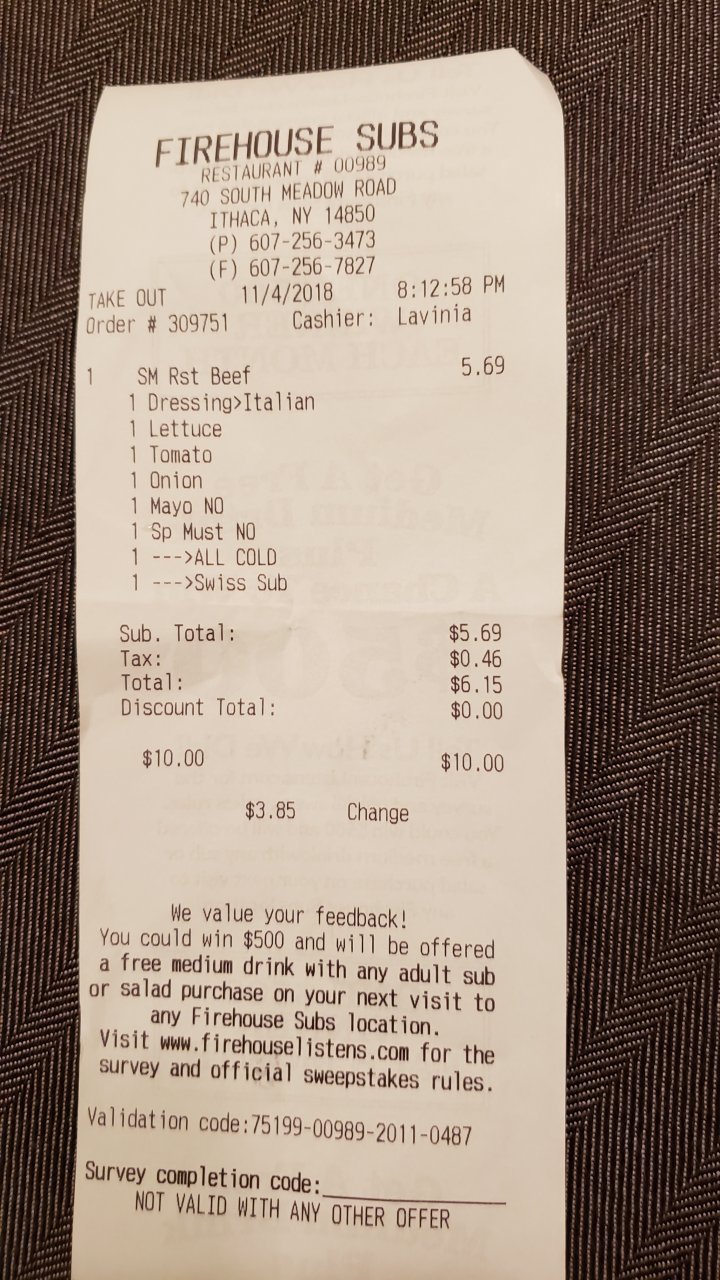 FIREHOUSE SUBS
RESTAURANT # 00989
740 SOUTH MEADOW ROAD
ITHACA, NY 14850
(P) 607-256-3473
(F) 607-256-7827
TAKE OUT 11/4/2018 8:12:58 PM
Order # 309751 Cashier: Lavinia
1 SM Rst Beef 5.69
1 Dressing>Italian
1 Lettuce
1 Tomato
1 Onion
1 Mayo NO
1 Sp Must NO
1 --->ALL COLD
1 --->Swiss Sub
Sub. Total: $5.69
Tax: $0.46
Total: $6.15
Discount Total: $0.00
$10.00 $10.00
$3.85 Change
We value your feedback!
You could win $500 and will be offered
a free medium drink with any adult sub
or salad purchase on your next visit to
any Firehouse Subs location.
Visit www.firehouselistens.com for the
survey and official sweepstakes rules.
Validation code:75199-00989-2011-0487
Survey completion code:
NOT VALID WITH ANY OTHER OFFER